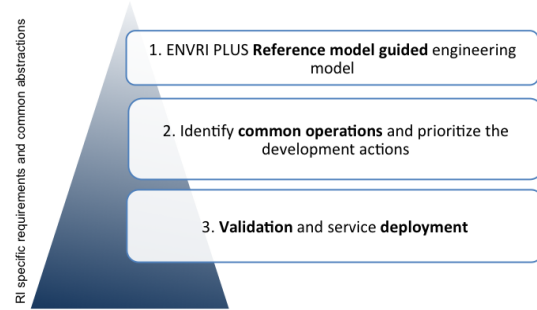 RI specific requirements and common abstractions
1. ENVRI PLUS Reference model guided engineering
model
2. Identify common operations and prioritize the
development actions
3. Validation and service deployment